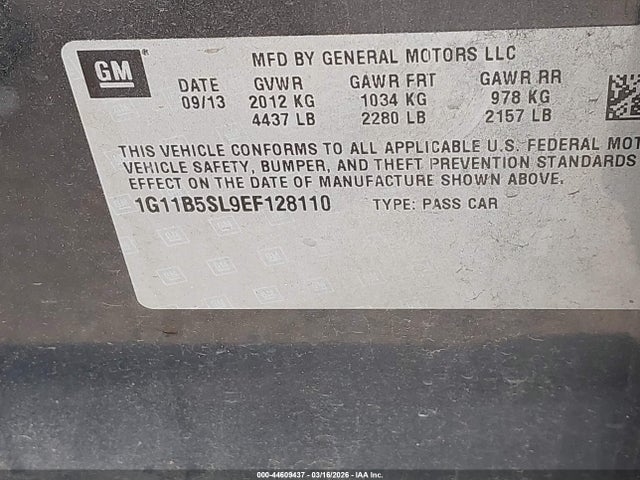 GM
MFD BY GENERAL MOTORS LLC
DATE GVWR GAWR FRT GAWR RR
09/13 2012 KG 1034 KG 978 KG
4437 LB 2280 LB 2157 LB
THIS VEHICLE CONFORMS TO ALL APPLICABLE U.S. FEDERAL MOT
VEHICLE SAFETY, BUMPER, AND THEFT PREVENTION STANDARDS
EFFECT ON THE DATE OF MANUFACTURE SHOWN ABOVE.
1G11B5SL9EF128110 TYPE: PASS CAR
000-44609437 - 03/16/2026 - IAA Inc.